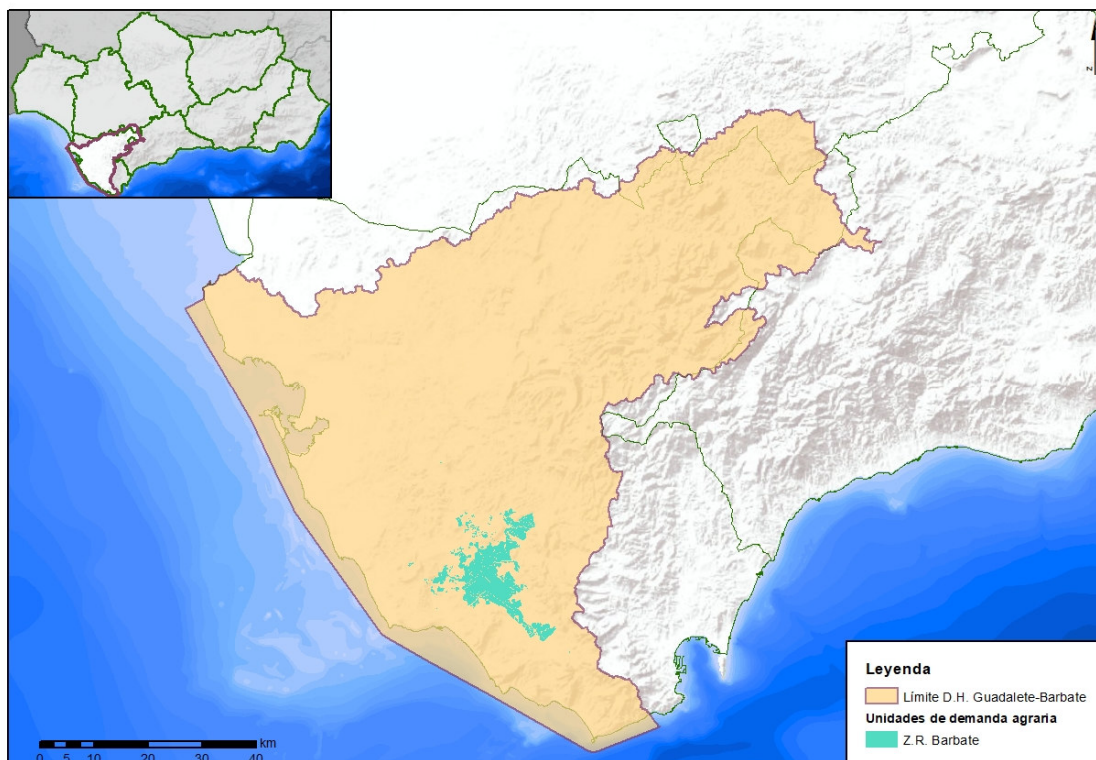 N
Leyenda
Límite D.H. Guadalete-Barbate
Unidades de demanda agraria
Z.R. Barbate
km
0 5 10 20 30 40